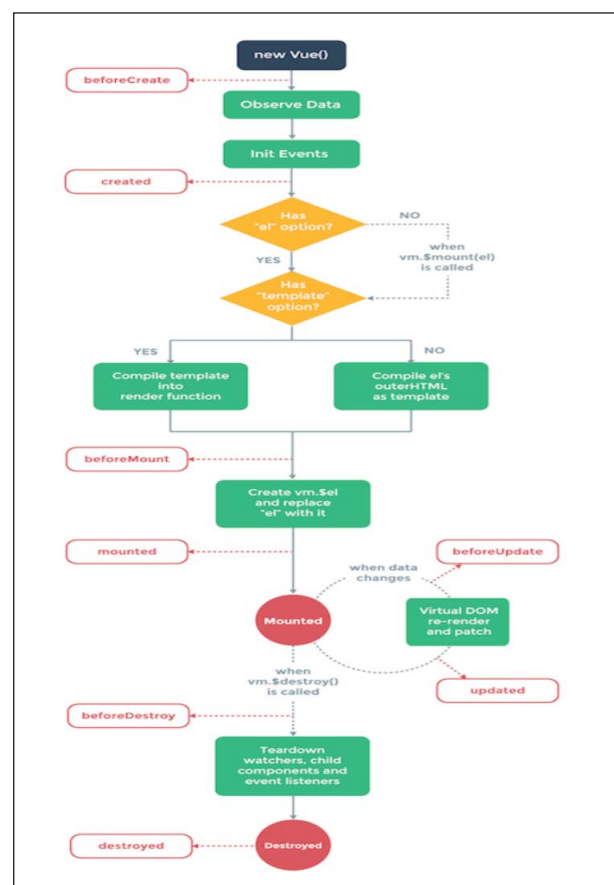 new Vue()
beforeCreate
Observe Data
Init Events
created
Has
"el" option?
NO
YES
when
vm.$mount(el)
is called
Has
"template"
option?
YES
NO
Compile template
into
render function
Compile el's
outerHTML
as template
beforeMount
Create vm.$el
and replace
"el" with it
mounted
when data
changes
beforeUpdate
Mounted
Virtual DOM
re-render
and patch
updated
when
vm.$destroy()
is called
beforeDestroy
Teardown
watchers, child
components and
event listeners
destroyed
Destroyed